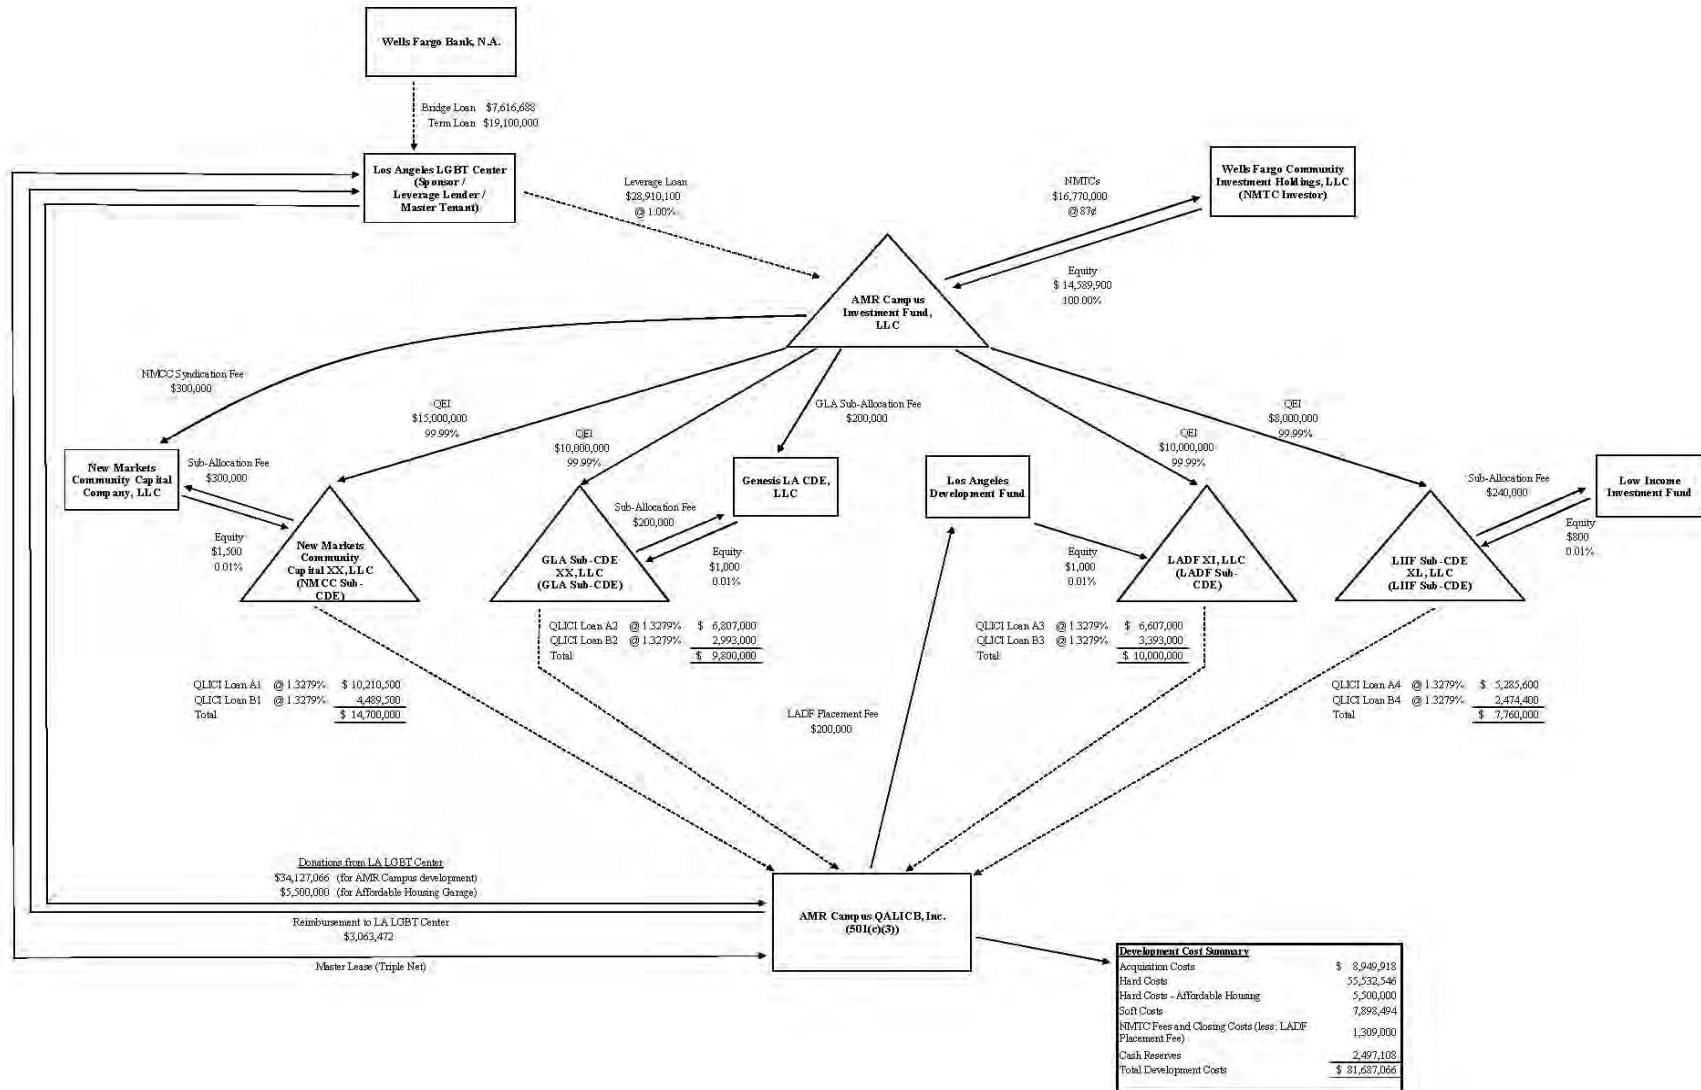 Wells Fargo Bank, N.A.
Bridge Loan $7,616,688
Term Loan $19,100,000
Los Angeles LGBT Center
(Sponsor /
Leverage Lender /
Master Tenant)
Leverage Loan
$28,910,100
@ 1.00%
NMTCs
$16,770,000
@ 87¢
Wells Fargo Community
Investment Holdings, LLC
(NMTC Investor)
Equity
$ 14,589,900
100.00%
AMR Campus
Investment Fund,
LLC
NMCC Syndication Fee
$300,000
QEI
$15,000,000
99.99%
QEI
$10,000,000
99.99%
GLA Sub-Allocation Fee
$200,000
QEI
$10,000,000
99.99%
QEI
$8,000,000
99.99%
New Markets
Community Capital
Company, LLC
Sub-Allocation Fee
$300,000
Equity
$1,500
0.01%
New Markets
Community
Capital XX, LLC
(NMCC Sub-
CDE)
GLA Sub-CDE
XX, LLC
(GLA Sub-CDE)
Sub-Allocation Fee
$200,000
Genesis LA CDE,
LLC
Equity
$1,000
0.01%
Los Angeles
Development Fund
Equity
$1,000
0.01%
LADF XI, LLC
(LADF Sub-
CDE)
LIIF Sub-CDE
XL, LLC
(LIIF Sub-CDE)
Sub-Allocation Fee
$240,000
Low Income
Investment Fund
Equity
$800
0.01%
QLICI Loan A1 @ 1.3279% $ 10,210,500
QLICI Loan B1 @ 1.3279% 4,489,500
Total $ 14,700,000
QLICI Loan A2 @ 1.3279% $ 6,807,000
QLICI Loan B2 @ 1.3279% 2,993,000
Total $ 9,800,000
QLICI Loan A3 @ 1.3279% $ 6,607,000
QLICI Loan B3 @ 1.3279% 3,393,000
Total $ 10,000,000
QLICI Loan A4 @ 1.3279% $ 5,285,600
QLICI Loan B4 @ 1.3279% 2,474,400
Total $ 7,760,000
LADF Placement Fee
$200,000
Donations from LA LGBT Center
$34,127,066 (for AMR Campus development)
$5,500,000 (for Affordable Housing Garage)
Reimbursement to LA LGBT Center
$3,063,472
Master Lease (Triple Net)
AMR Campus QALICB, Inc.
(501(c)(3))
Development Cost Summary
Acquisition Costs $ 8,949,918
Hard Costs 55,532,546
Hard Costs - Affordable Housing 5,500,000
Soft Costs 7,898,494
NMTC Fees and Closing Costs (less: LADF
Placement Fee) 1,309,000
Cash Reserves 2,497,108
Total Development Costs $ 81,687,066